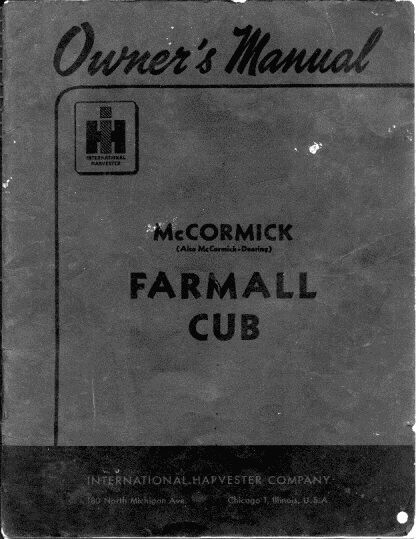 Owner's Manual
IH
INTERNATIONAL
HARVESTER
McCORMICK
(Also McCormick-Deering)
FARMALL
CUB
INTERNATIONAL HARVESTER COMPANY
180 North Michigan Ave. Chicago 1, Illinois, U.S.A.